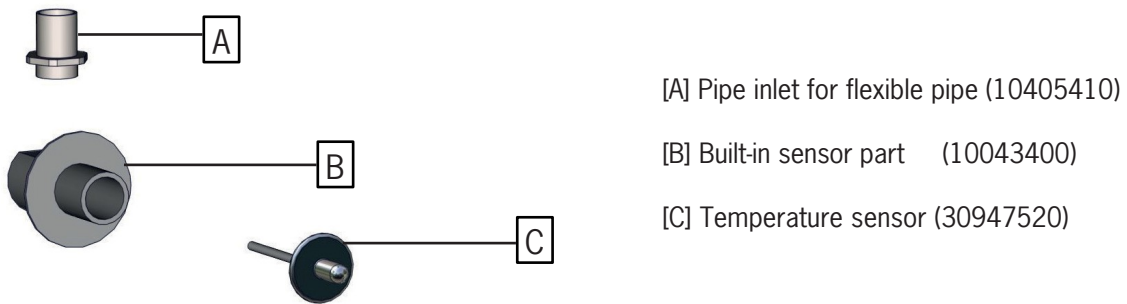 A
B
C
[A] Pipe inlet for flexible pipe (10405410)
[B] Built-in sensor part (10043400)
[C] Temperature sensor (30947520)